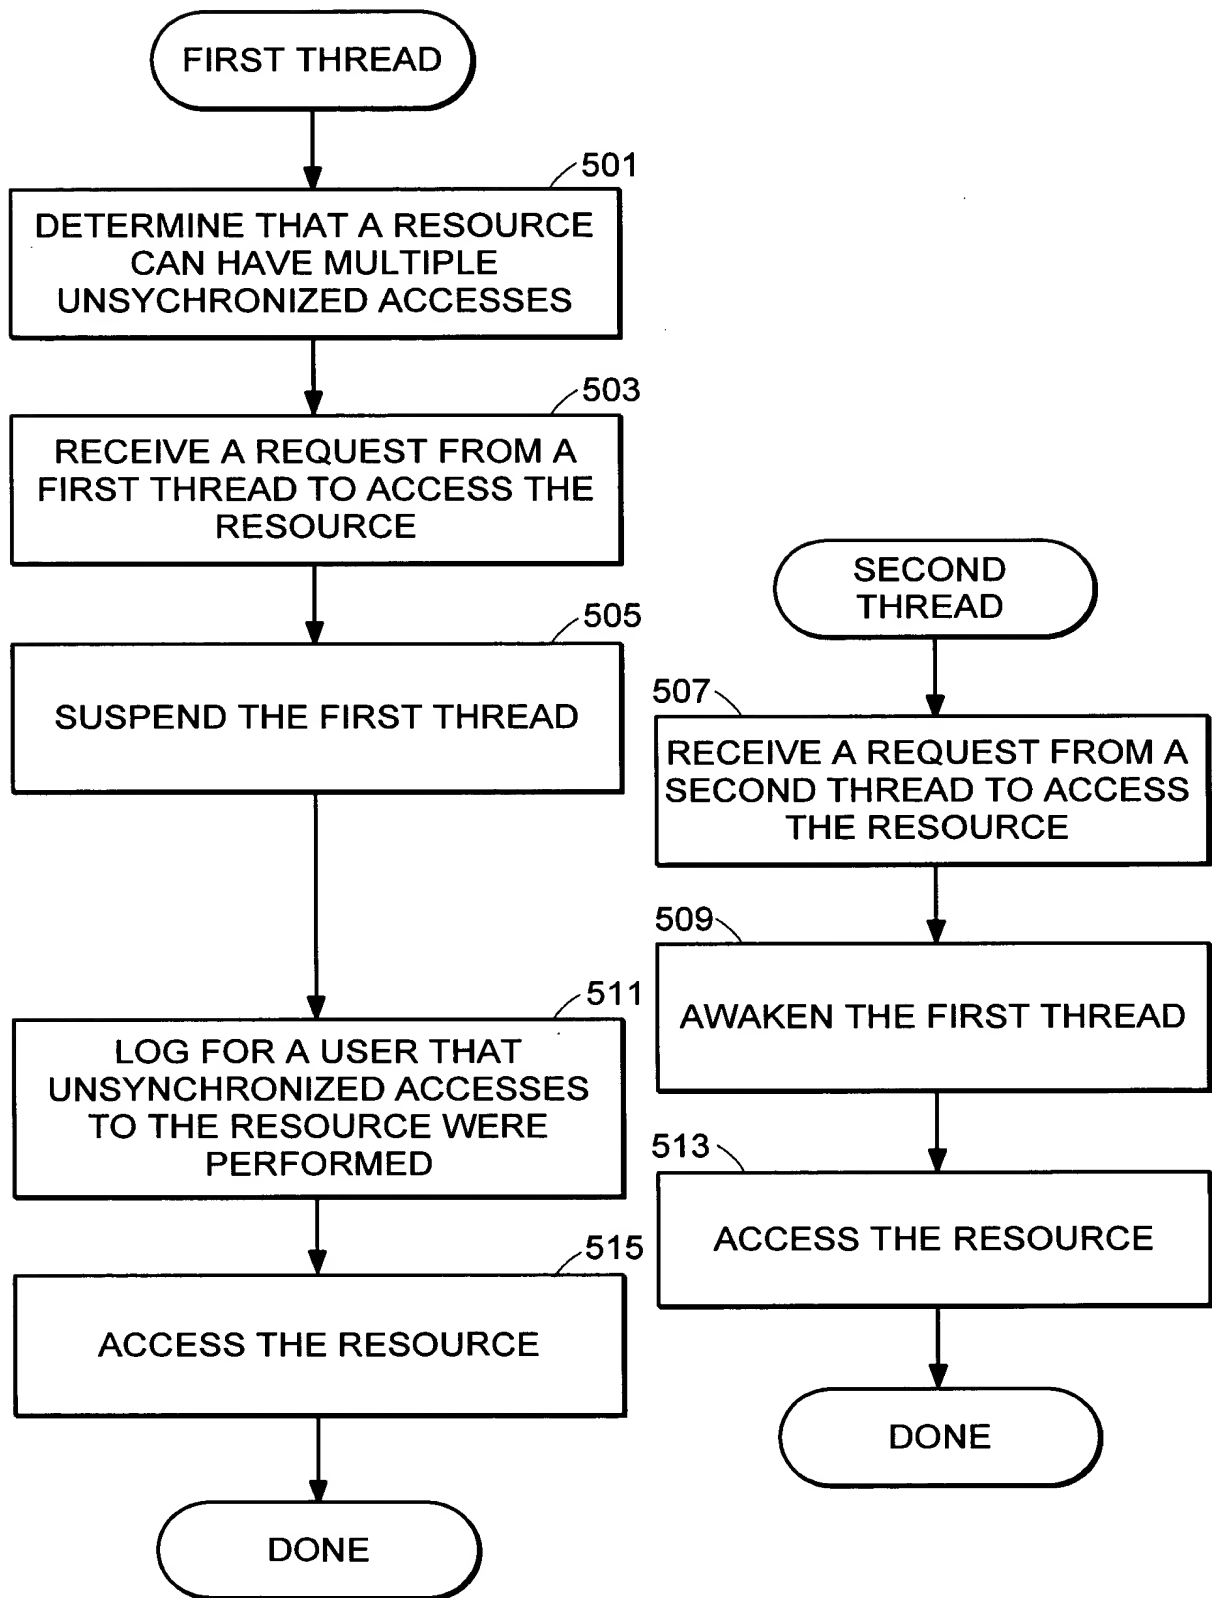 FIRST THREAD
501
DETERMINE THAT A RESOURCE
CAN HAVE MULTIPLE
UNSYCHRONIZED ACCESSES
503
RECEIVE A REQUEST FROM A
FIRST THREAD TO ACCESS THE
RESOURCE
505
SUSPEND THE FIRST THREAD
SECOND
THREAD
507
RECEIVE A REQUEST FROM A
SECOND THREAD TO ACCESS
THE RESOURCE
509
AWAKEN THE FIRST THREAD
511
LOG FOR A USER THAT
UNSYNCHRONIZED ACCESSES
TO THE RESOURCE WERE
PERFORMED
513
ACCESS THE RESOURCE
DONE
515
ACCESS THE RESOURCE
DONE